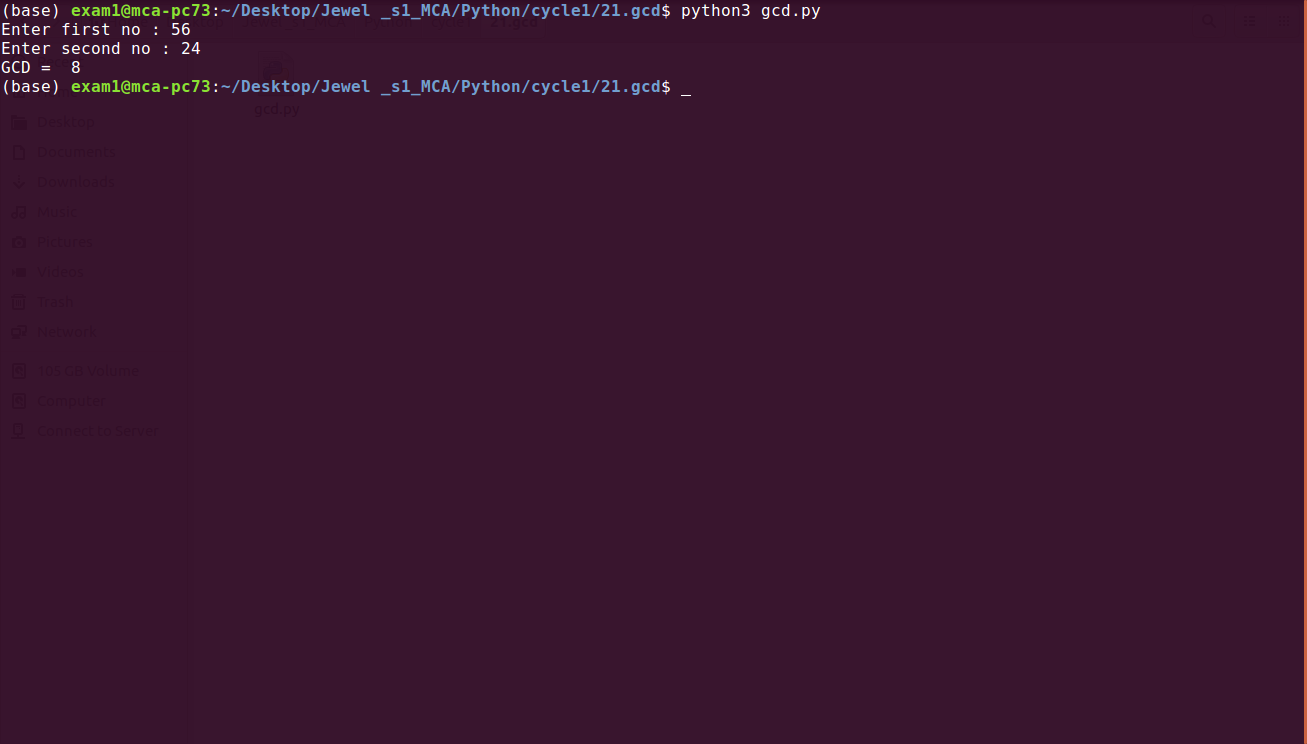 (base) exam1@mca-pc73:~/Desktop/Jewel _s1_MCA/Python/cycle1/21.gcd$ python3 gcd.py
Enter first no : 56
Enter second no : 24
GCD =  8
(base) exam1@mca-pc73:~/Desktop/Jewel _s1_MCA/Python/cycle1/21.gcd$ _
gcd.py
Desktop
Documents
Downloads
Music
Pictures
Videos
Trash
Network
105 GB Volume
Computer
Connect to Server